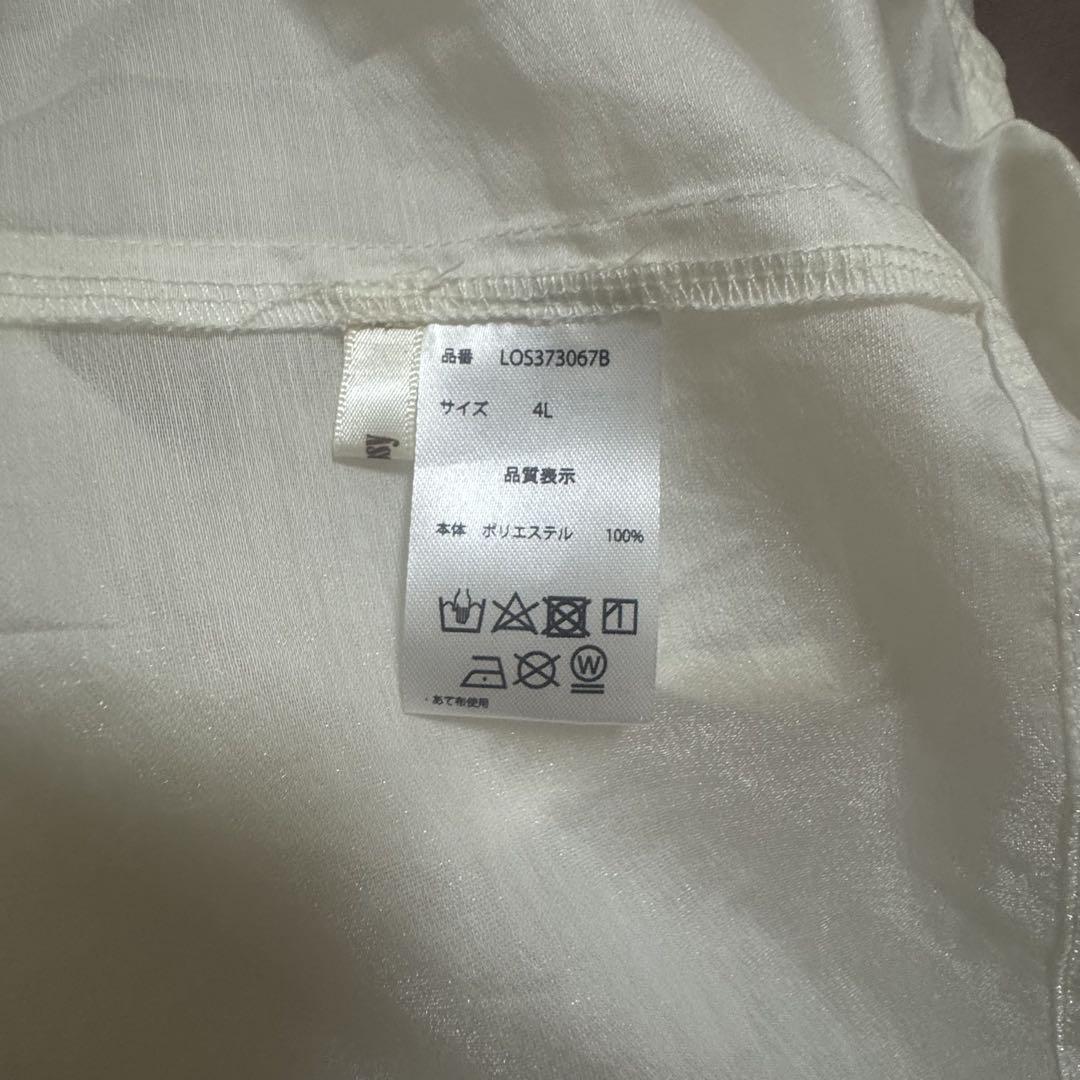 品番 LOS373067B
サイズ 4L
品質表示
本体 ポリエステル 100%
W
・あて布使用
sy